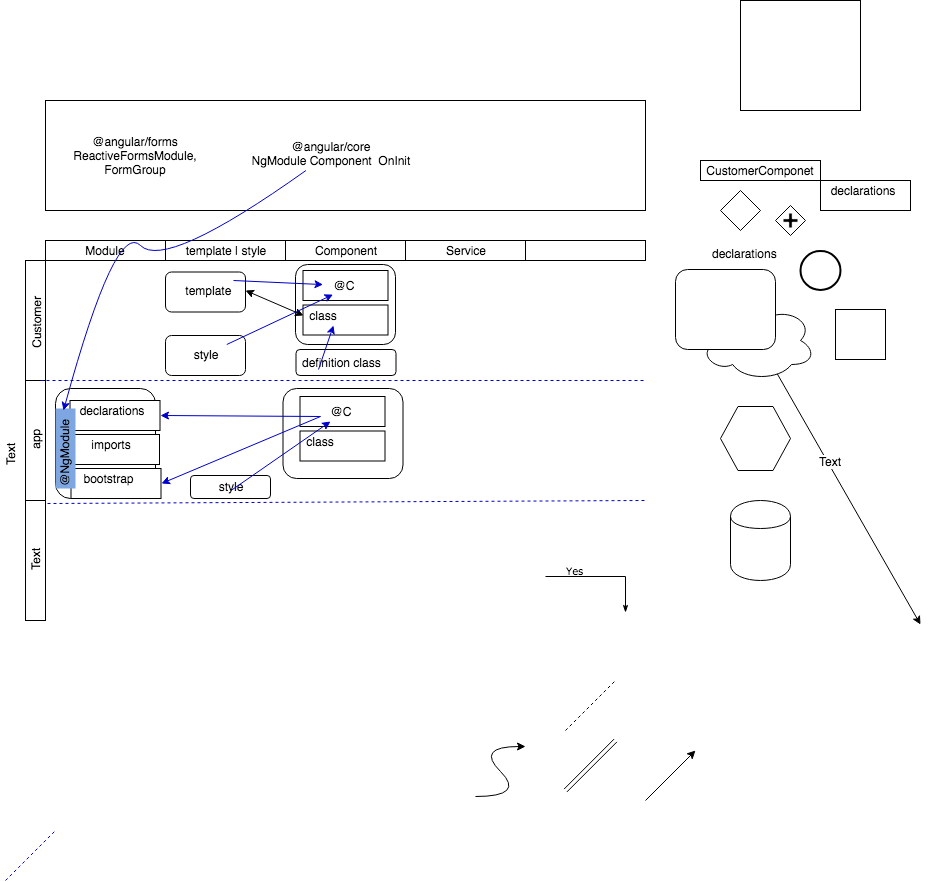 @angular/forms
ReactiveFormsModule,
FormGroup
@angular/core
NgModule Component  OnInit
CustomerComponet
declarations
declarations
Module
template | style
Component
Service
Customer
template
@C
class
style
definition class
Text
app
@NgModule
declarations
imports
bootstrap
@C
class
style
Text
Text
Yes